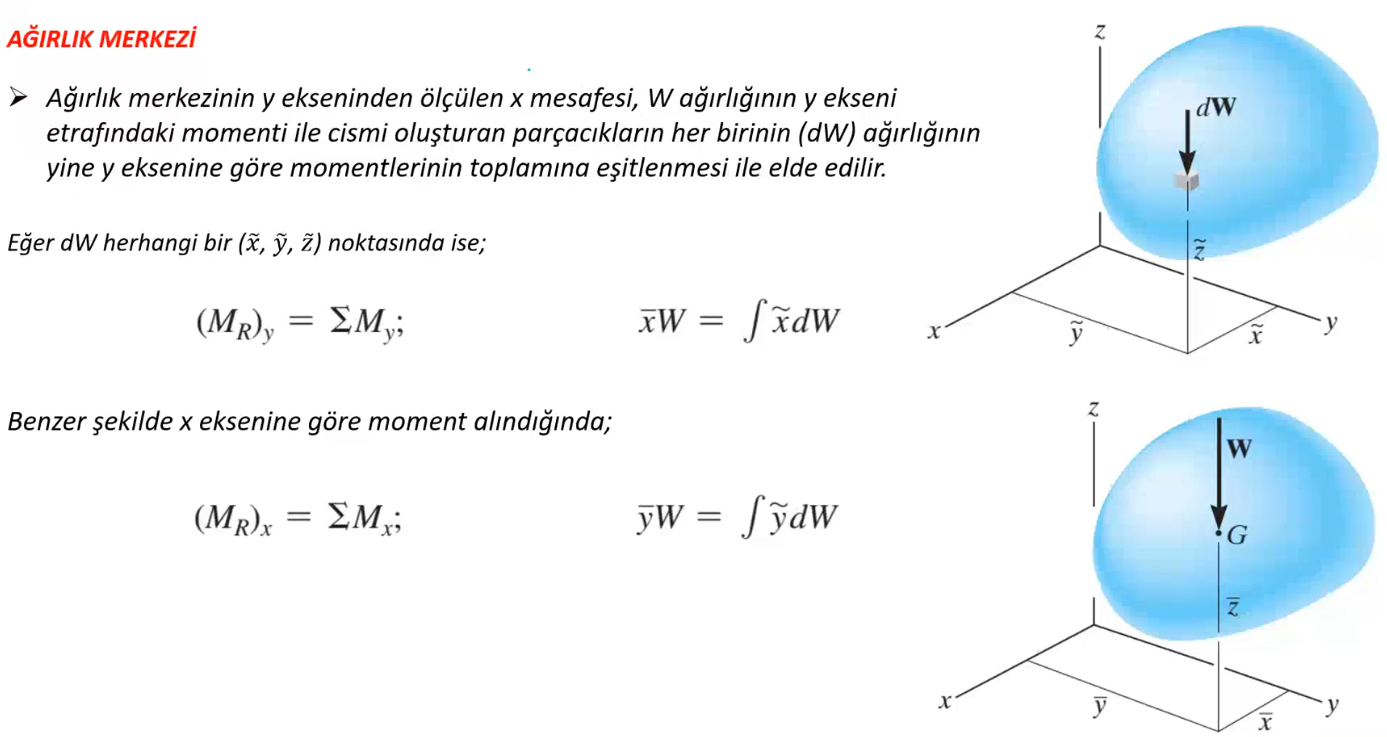 AĞIRLIK MERKEZİ
➢ Ağırlık merkezinin y ekseninden ölçülen x mesafesi, W ağırlığının y ekseni
etrafındaki momenti ile cismi oluşturan parçacıkların her birinin (dW) ağırlığının
yine y eksenine göre momentlerinin toplamına eşitlenmesi ile elde edilir.
Eğer dW herhangi bir (x̃, ỹ, z̃) noktasında ise;
(M_R)_y = ΣM_y; x̄W = ∫x̃dW
Benzer şekilde x eksenine göre moment alındığında;
(M_R)_x = ΣM_x; ȳW = ∫ỹdW
z
dW
z̃
x
ỹ
x̃
y
z
W
G
z̄
x
ȳ
x̄
y